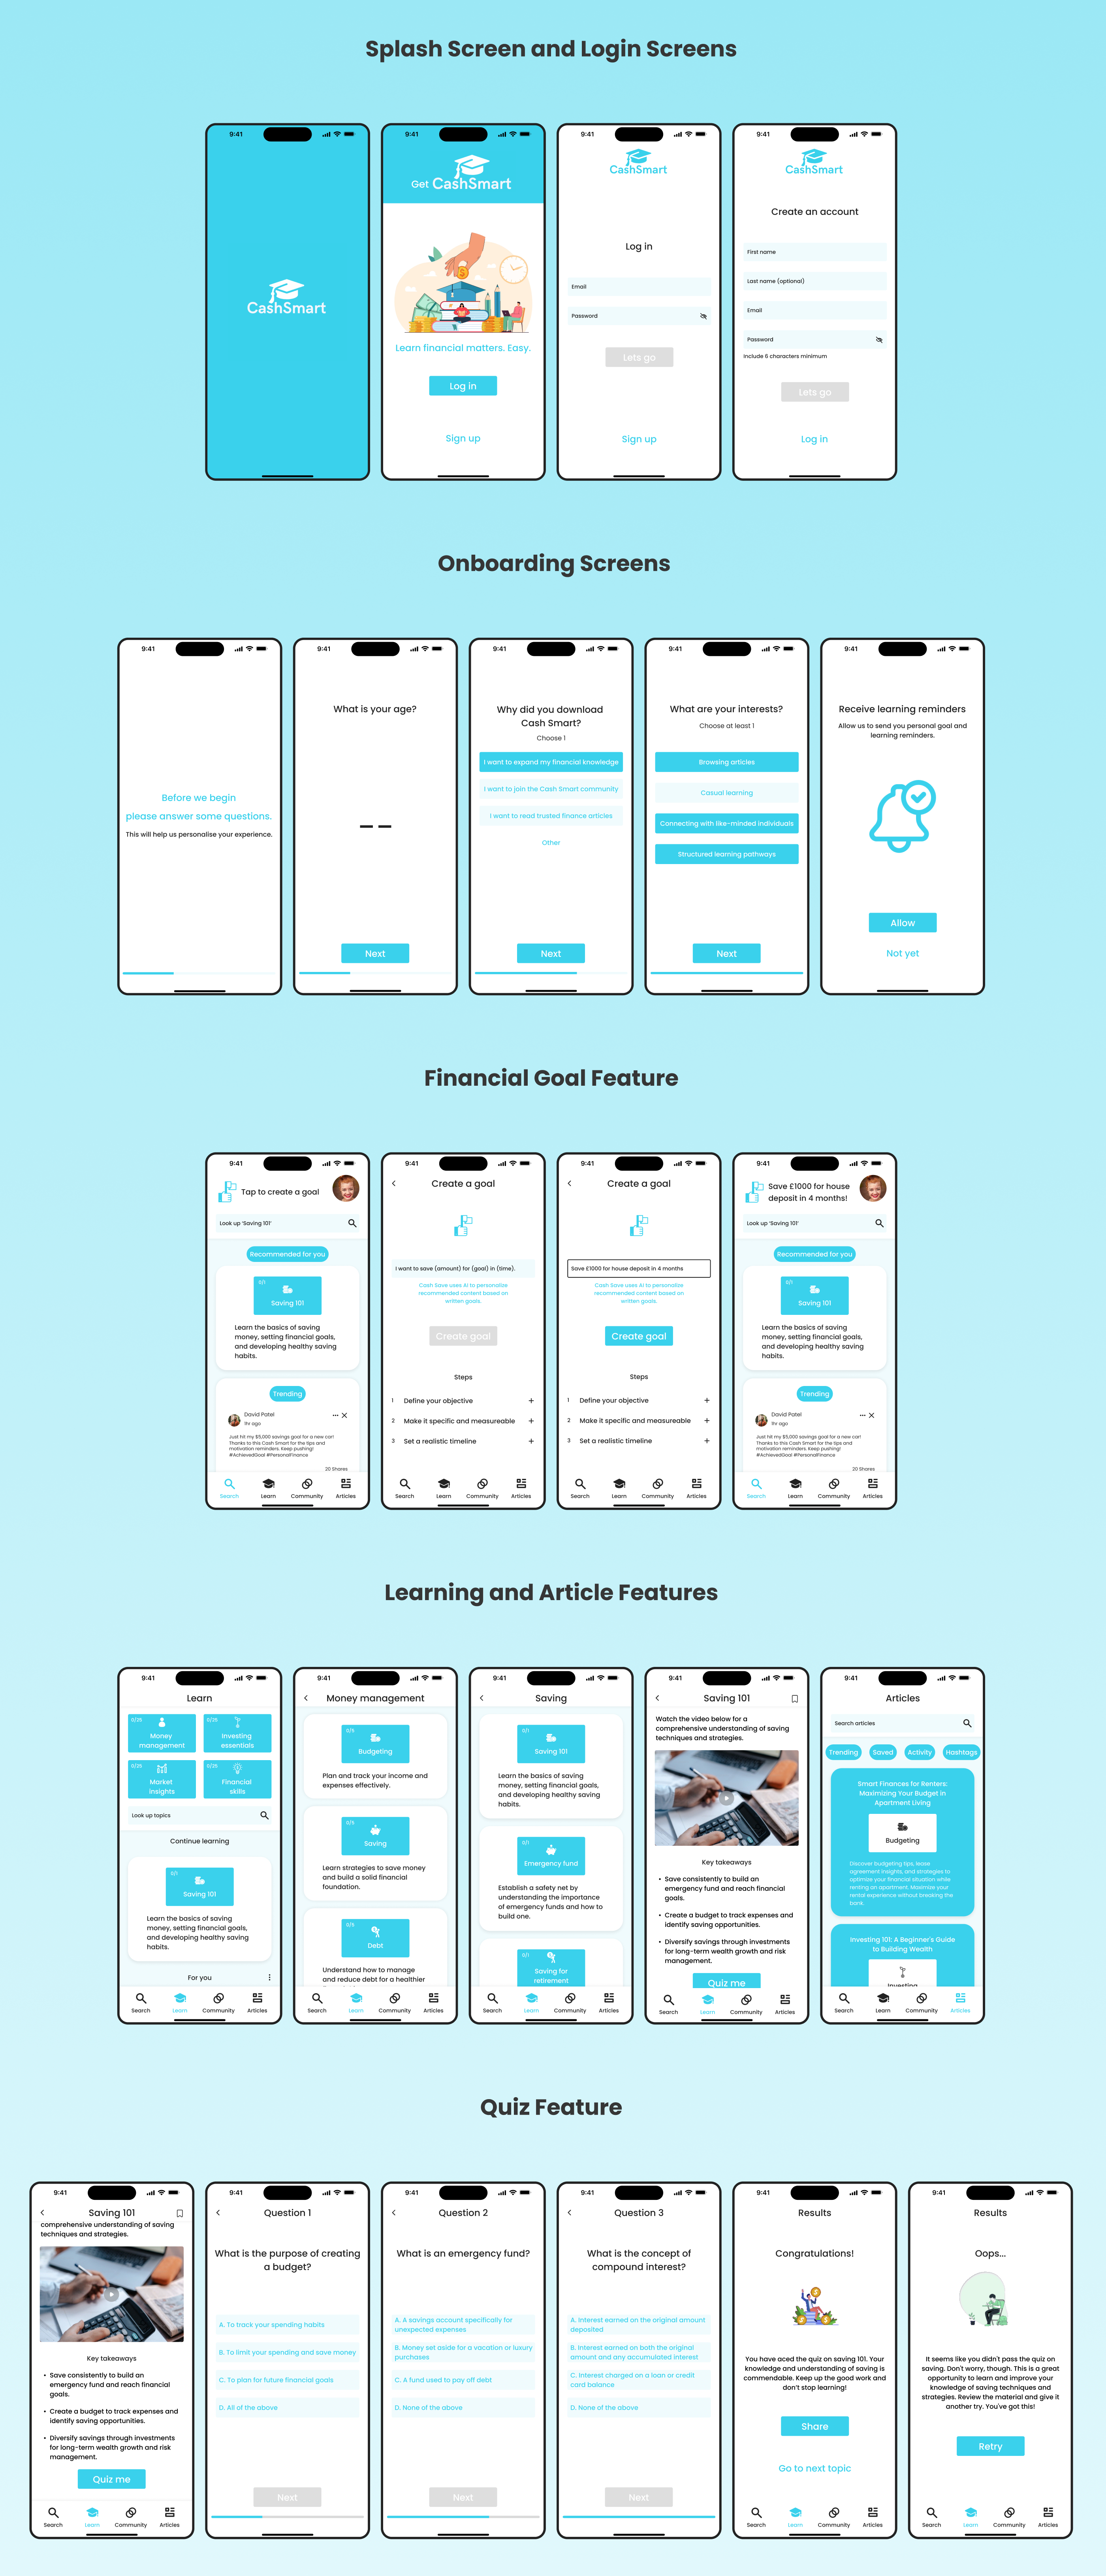 Splash Screen and Login Screens
9:41
CashSmart
9:41
Get CashSmart
Learn financial matters. Easy.
Log in
Sign up
9:41
CashSmart
Log in
Email
Password
Lets go
Sign up
9:41
CashSmart
Create an account
First name
Last name (optional)
Email
Password
Include 6 characters minimum
Lets go
Log in
Onboarding Screens
9:41
Before we begin
please answer some questions.
This will help us personalise your experience.
9:41
What is your age?
Next
9:41
Why did you download
Cash Smart?
Choose 1
I want to expand my financial knowledge
I want to join the Cash Smart community
I want to read trusted finance articles
Other
Next
9:41
What are your interests?
Choose at least 1
Browsing articles
Casual learning
Connecting with like-minded individuals
Structured learning pathways
Next
9:41
Receive learning reminders
Allow us to send you personal goal and
learning reminders.
Allow
Not yet
Financial Goal Feature
9:41
Tap to create a goal
Look up 'Saving 101'
Recommended for you
0/1
Saving 101
Learn the basics of saving
money, setting financial goals,
and developing healthy saving
habits.
Trending
David Patel
1hr ago
Just hit my $5,000 savings goal for a new car!
Thanks to this Cash Smart for the tips and
motivation reminders. Keep pushing!
#AchievedGoal #PersonalFinance
20 Shares
Search Learn Community Articles
9:41
Create a goal
I want to save (amount) for (goal) in (time).
Cash Save uses AI to personalize
recommended content based on
written goals.
Create goal
Steps
1 Define your objective +
2 Make it specific and measureable +
3 Set a realistic timeline +
Search Learn Community Articles
9:41
Create a goal
Save £1000 for house deposit in 4 months
Cash Save uses AI to personalize
recommended content based on
written goals.
Create goal
Steps
1 Define your objective +
2 Make it specific and measureable +
3 Set a realistic timeline +
Search Learn Community Articles
9:41
Save £1000 for house
deposit in 4 months!
Look up 'Saving 101'
Recommended for you
0/1
Saving 101
Learn the basics of saving
money, setting financial goals,
and developing healthy saving
habits.
Trending
David Patel
1hr ago
Just hit my $5,000 savings goal for a new car!
Thanks to this Cash Smart for the tips and
motivation reminders. Keep pushing!
#AchievedGoal #PersonalFinance
20 Shares
Search Learn Community Articles
Learning and Article Features
9:41
Learn
0/25
Money
management
0/25
Investing
essentials
0/25
Market
insights
0/25
Financial
skills
Look up topics
Continue learning
0/1
Saving 101
Learn the basics of saving
money, setting financial goals,
and developing healthy saving
habits.
For you
Search Learn Community Articles
9:41
Money management
0/5
Budgeting
Plan and track your income and
expenses effectively.
0/5
Saving
Learn strategies to save money
and build a solid financial
foundation.
0/5
Debt
Understand how to manage
and reduce debt for a healthier
Search Learn Community Articles
9:41
Saving
0/1
Saving 101
Learn the basics of saving
money, setting financial goals,
and developing healthy saving
habits.
0/1
Emergency fund
Establish a safety net by
understanding the importance
of emergency funds and how to
build one.
0/1
Saving for
retirement
Search Learn Community Articles
9:41
Saving 101
Watch the video below for a
comprehensive understanding of saving
techniques and strategies.
Key takeaways
• Save consistently to build an
emergency fund and reach financial
goals.
• Create a budget to track expenses and
identify saving opportunities.
• Diversify savings through investments
for long-term wealth growth and risk
management.
Quiz me
Search Learn Community Articles
9:41
Articles
Search articles
Trending Saved Activity Hashtags
Smart Finances for Renters:
Maximizing Your Budget in
Apartment Living
Budgeting
Discover budgeting tips, lease
agreement insights, and strategies to
optimize your financial situation while
renting an apartment. Maximise your
rental experience without breaking the
bank.
Investing 101: A Beginner's Guide
to Building Wealth
Investing
Search Learn Community Articles
Quiz Feature
9:41
Saving 101
comprehensive understanding of saving
techniques and strategies.
Key takeaways
• Save consistently to build an
emergency fund and reach financial
goals.
• Create a budget to track expenses and
identify saving opportunities.
• Diversify savings through investments
for long-term wealth growth and risk
management.
Quiz me
Search Learn Community Articles
9:41
Question 1
What is the purpose of creating
a budget?
A. To track your spending habits
B. To limit your spending and save money
C. To plan for future financial goals
D. All of the above
Next
9:41
Question 2
What is an emergency fund?
A. A savings account specifically for
unexpected expenses
B. Money set aside for a vacation or luxury
purchases
C. A fund used to pay off debt
D. None of the above
Next
9:41
Question 3
What is the concept of
compound interest?
A. Interest earned on the original amount
deposited
B. Interest earned on both the original
amount and any accumulated interest
C. Interest charged on a loan or credit
card balance
D. None of the above
Next
9:41
Results
Congratulations!
You have aced the quiz on saving 101. Your
knowledge and understanding of saving is
commendable. Keep up the good work and
don't stop learning!
Share
Go to next topic
Search Learn Community Articles
9:41
Results
Oops...
It seems like you didn't pass the quiz on
saving. Don't worry, though. This is a great
opportunity to learn and improve your
knowledge of saving techniques and
strategies. Review the material and give it
another try. You've got this!
Retry
Search Learn Community Articles